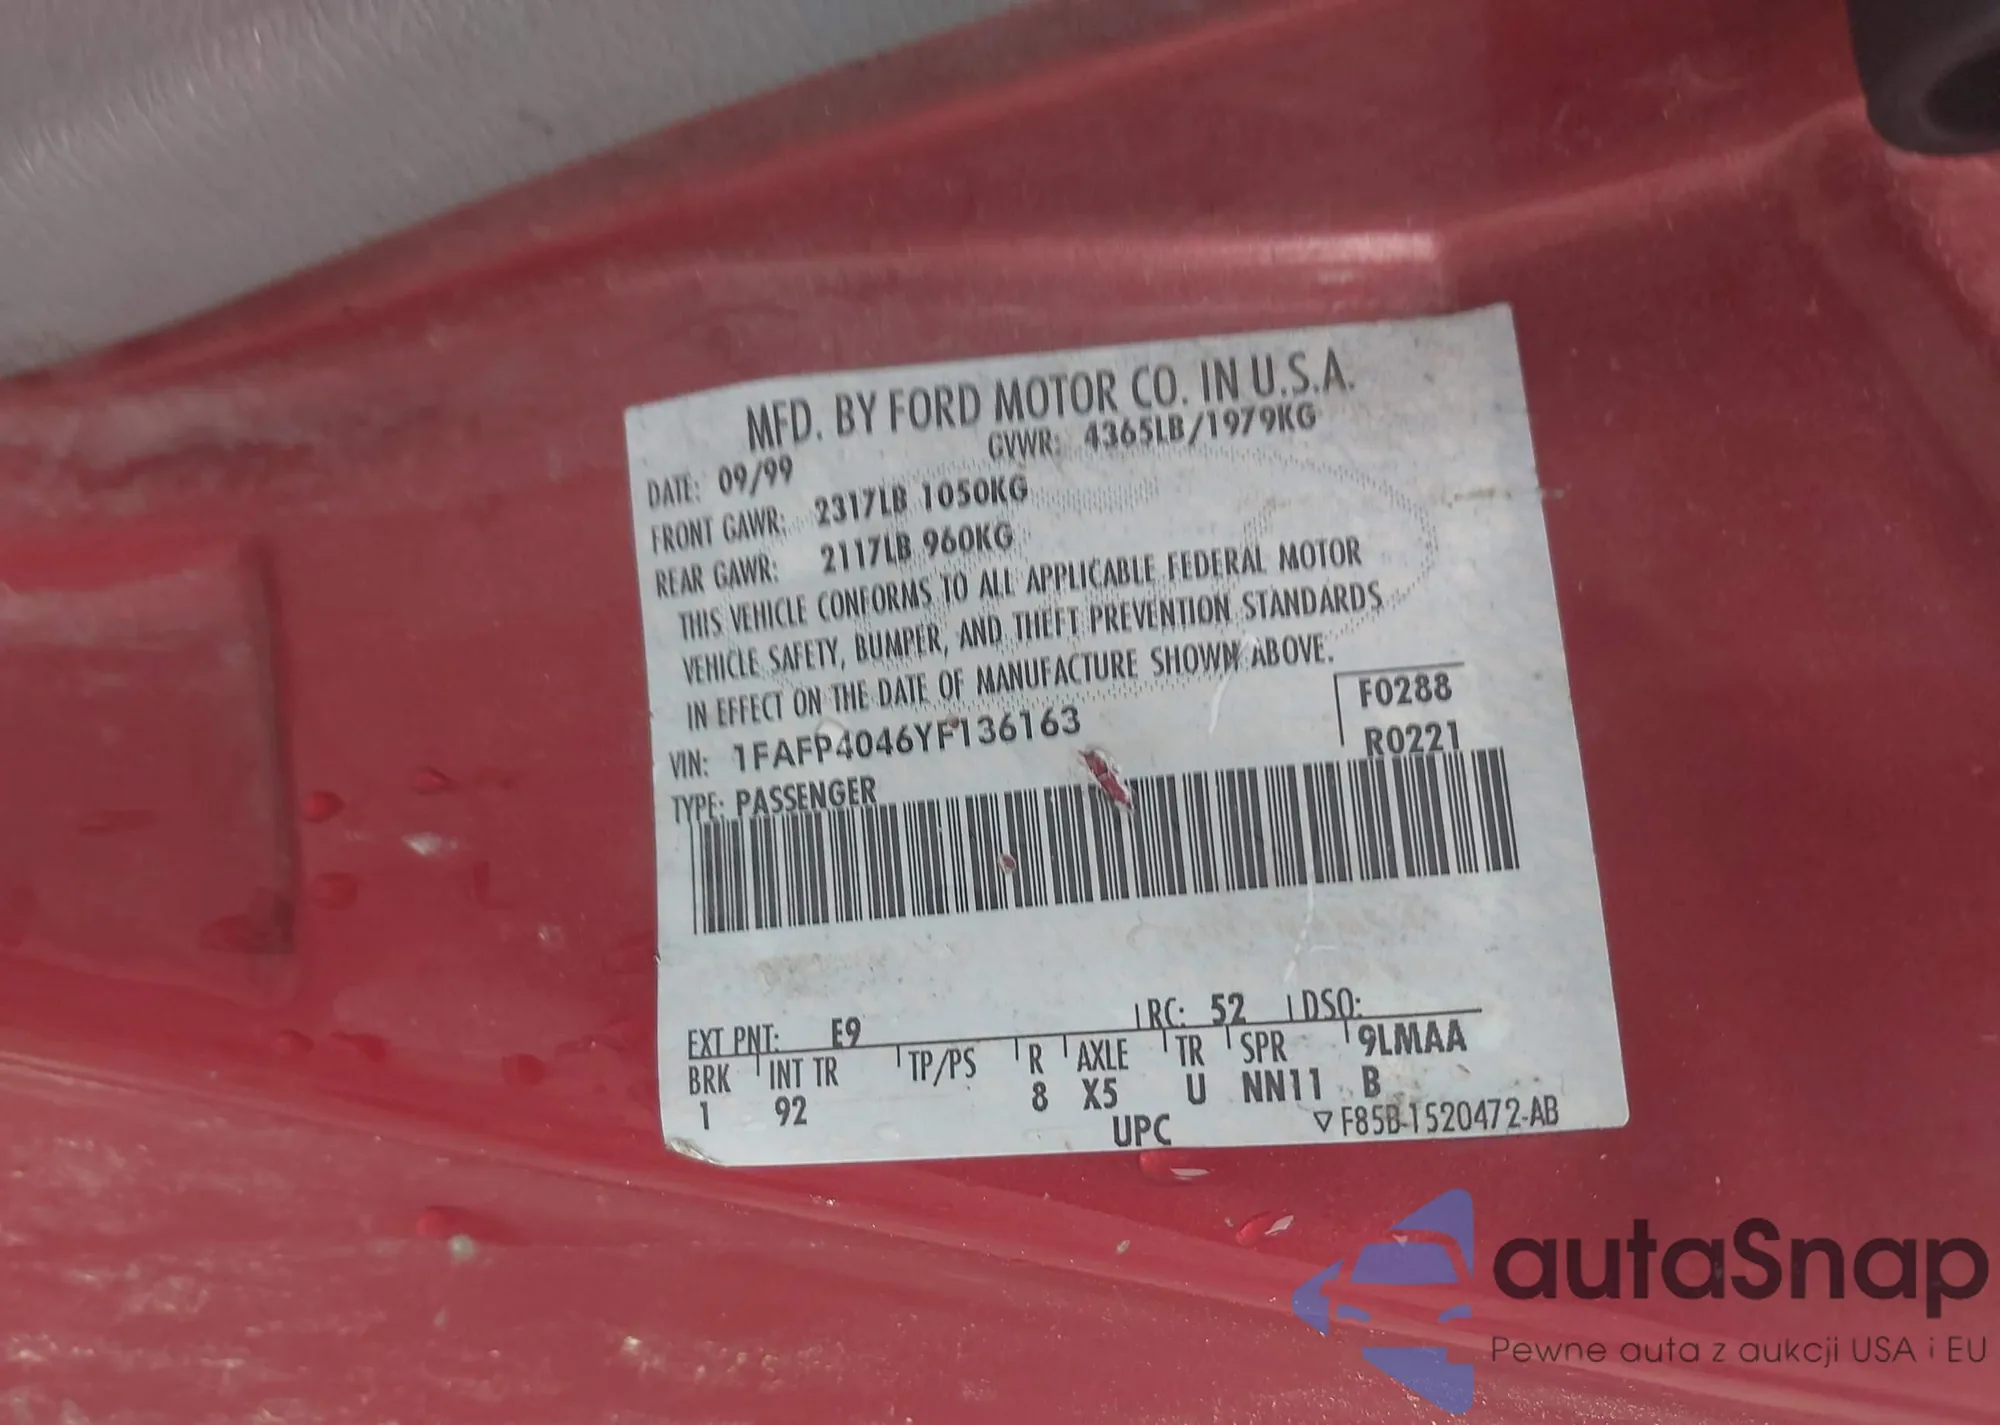 MFD. BY FORD MOTOR CO. IN U.S.A.
DATE: 09/99 GVWR: 4365LB/1979KG
FRONT GAWR: 2317LB 1050KG
REAR GAWR: 2117LB 960KG
THIS VEHICLE CONFORMS TO ALL APPLICABLE FEDERAL MOTOR
VEHICLE SAFETY, BUMPER, AND THEFT PREVENTION STANDARDS
IN EFFECT ON THE DATE OF MANUFACTURE SHOWN ABOVE.
VIN: 1FAFP4046YF136163 F0288
TYPE: PASSENGER R0221
EXT PNT: E9 RC: 52 DSO:
BRK INT TR TP/PS R AXLE TR SPR 9LMAA
1 92 8 X5 U NN11 B
UPC ▽F85B-1520472-AB
autaSnap
Pewne auta z aukcji USA i EU